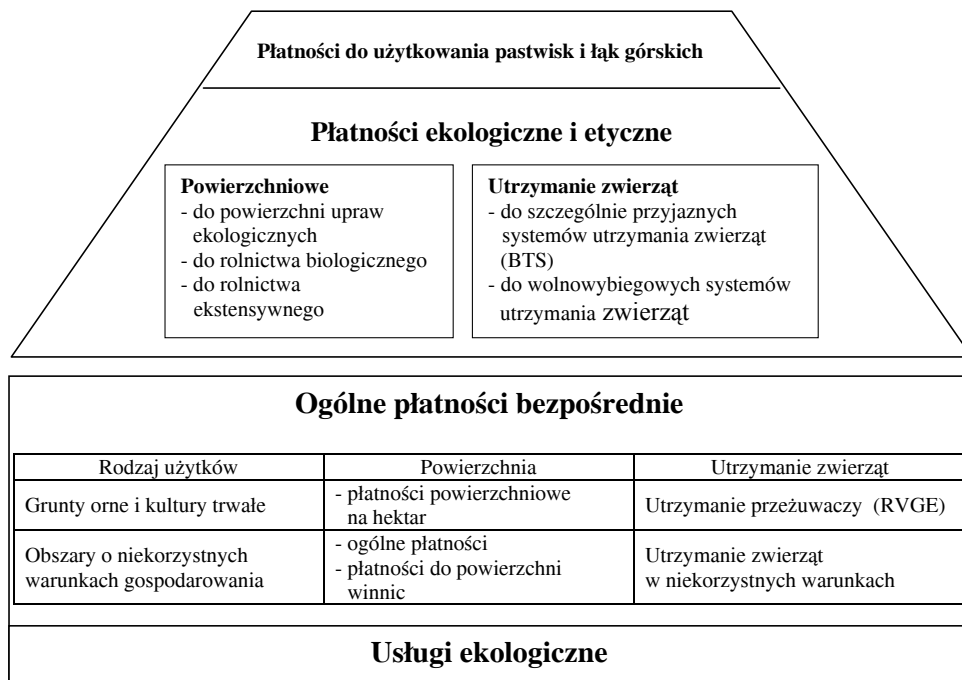 Płatności do użytkowania pastwisk i łąk górskich
Płatności ekologiczne i etyczne
Powierzchniowe
- do powierzchni upraw
ekologicznych
- do rolnictwa biologicznego
- do rolnictwa
ekstensywnego
Utrzymanie zwierząt
- do szczególnie przyjaznych
systemów utrzymania zwierząt
(BTS)
- do wolnowybiegowych systemów
utrzymania zwierząt
Ogólne płatności bezpośrednie
Rodzaj użytków
Powierzchnia
Utrzymanie zwierząt
Grunty orne i kultury trwałe
- płatności powierzchniowe
na hektar
Utrzymanie przeżuwaczy (RVGE)
Obszary o niekorzystnych
warunkach gospodarowania
- ogólne płatności
- płatności do powierzchni
winnic
Utrzymanie zwierząt
w niekorzystnych warunkach
Usługi ekologiczne